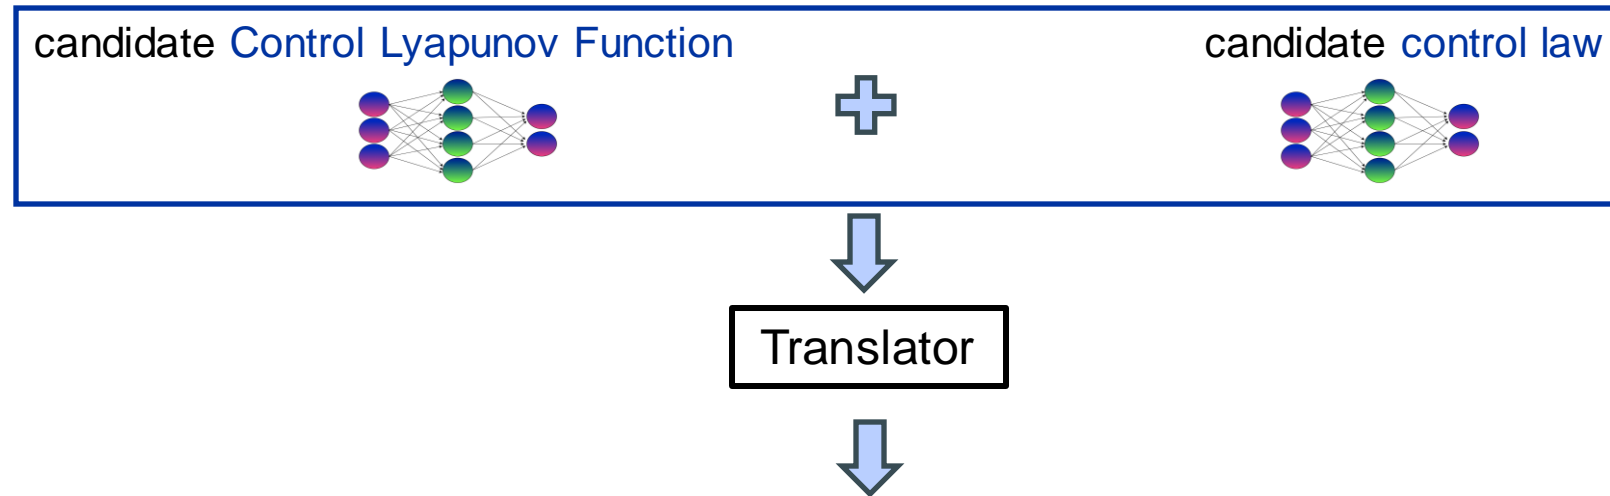 candidate Control Lyapunov Function
candidate control law
Translator